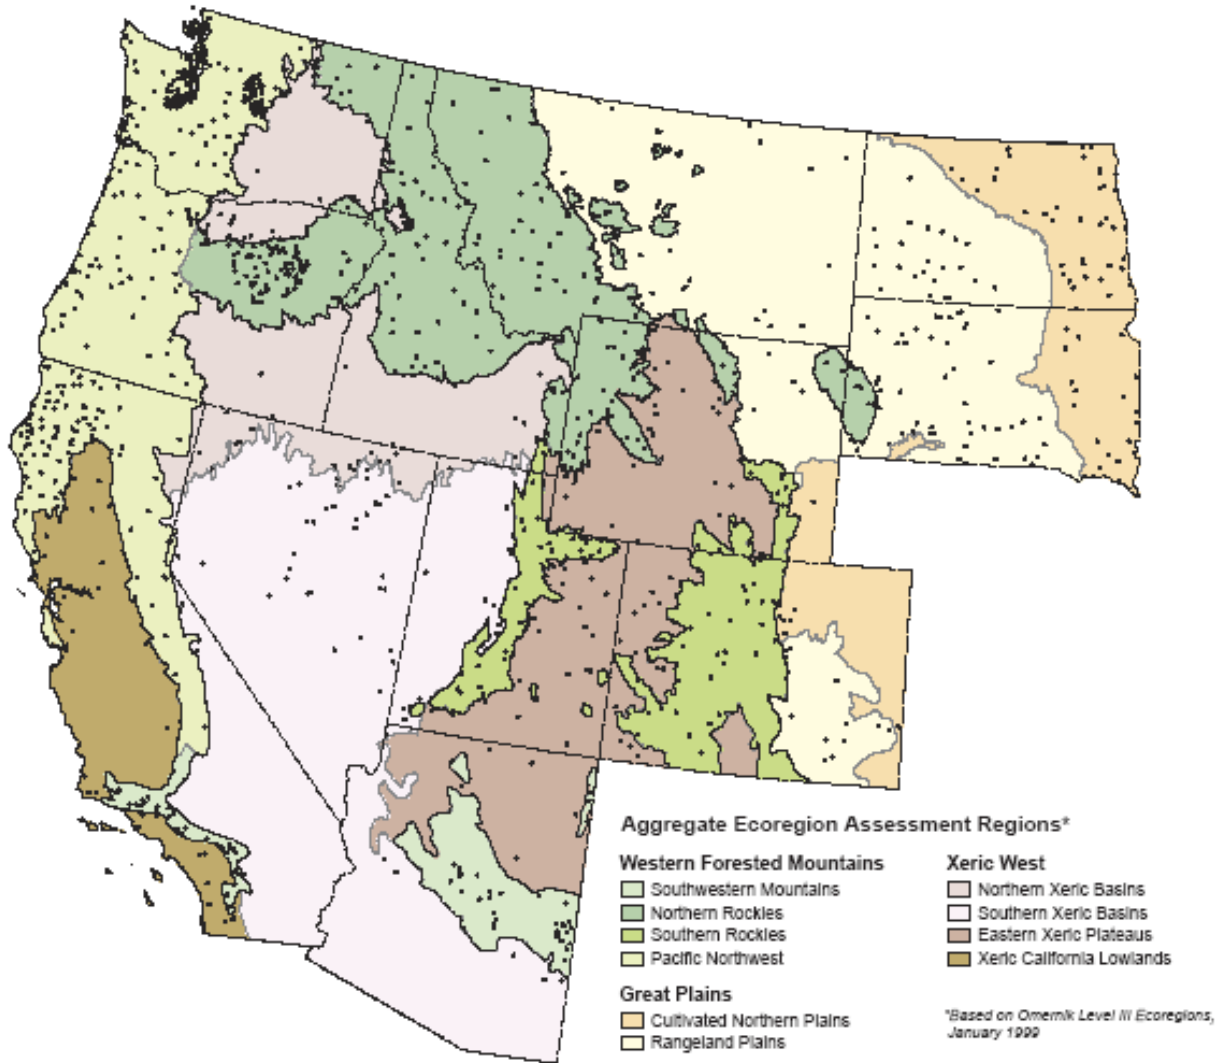 Aggregate Ecoregion Assessment Regions*
Western Forested Mountains
Southwestern Mountains
Northern Rockies
Southern Rockies
Pacific Northwest
Great Plains
Cultivated Northern Plains
Rangeland Plains
Xeric West
Northern Xeric Basins
Southern Xeric Basins
Eastern Xeric Plateaus
Xeric California Lowlands
*Based on Omernik Level III Ecoregions,
January 1999